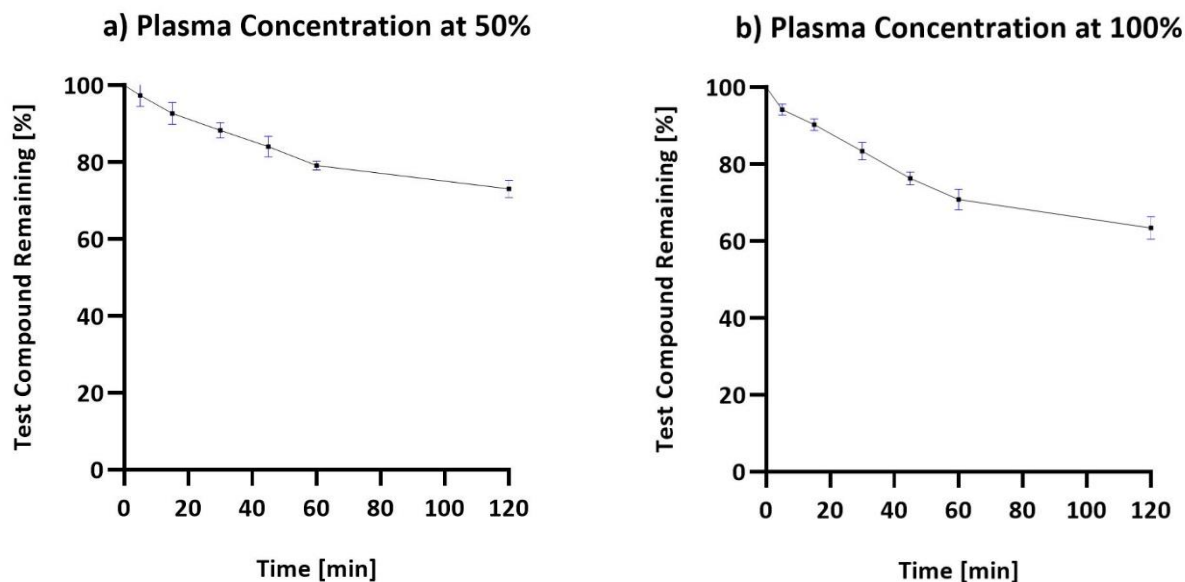 a) Plasma Concentration at 50%
Test Compound Remaining [%]
100
80
60
40
20
0
0 20 40 60 80 100 120
Time [min]
b) Plasma Concentration at 100%
Test Compound Remaining [%]
100
80
60
40
20
0
0 20 40 60 80 100 120
Time [min]